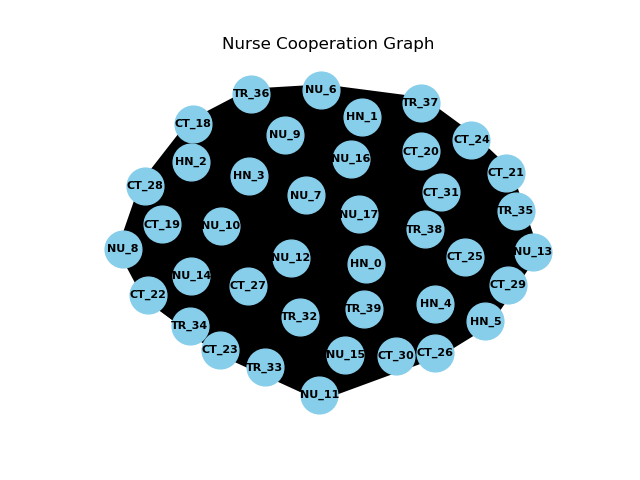 Nurse Cooperation Graph
NU_6
TR_36
TR_37
HN_1
CT_18
NU_9
CT_24
CT_20
NU_16
HN_2
CT_21
HN_3
CT_28
CT_31
NU_7
TR_35
NU_17
CT_19
NU_10
TR_38
NU_8
NU_13
CT_25
NU_12
HN_0
NU_14
CT_29
CT_27
CT_22
HN_4
TR_39
TR_32
HN_5
TR_34
CT_23
CT_26
NU_15
CT_30
TR_33
NU_11